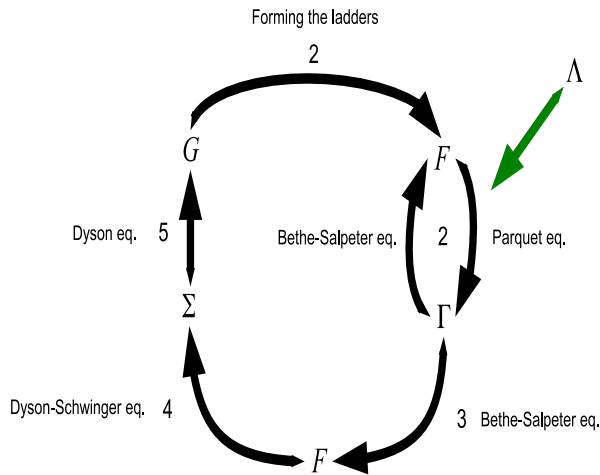 Forming the ladders
2
Λ
G
F
Dyson eq. 5
Bethe-Salpeter eq.
2
Parquet eq.
Σ
Γ
Dyson-Schwinger eq. 4
3 Bethe-Salpeter eq.
F